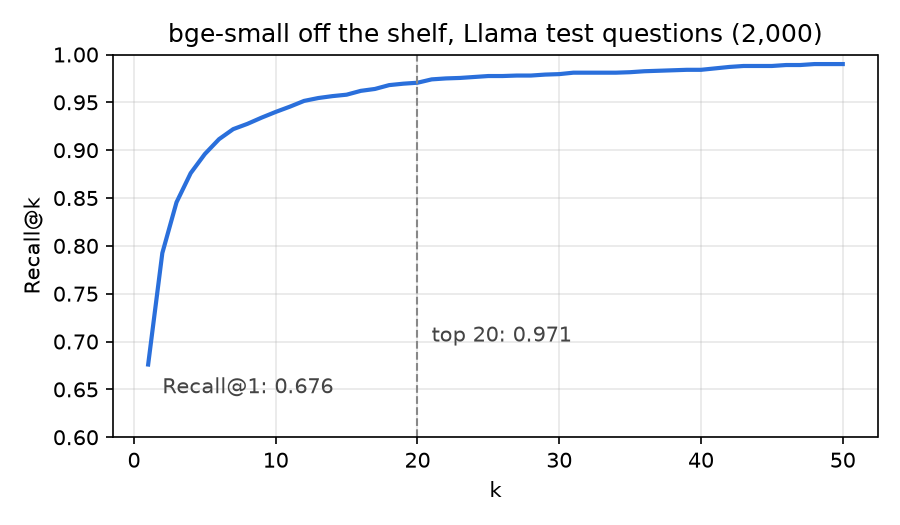 bge-small off the shelf, Llama test questions (2,000)
1.00
0.95
0.90
0.85
0.80
0.75
0.70
0.65
0.60
Recall@k
top 20: 0.971
Recall@1: 0.676
0 10 20 30 40 50
k